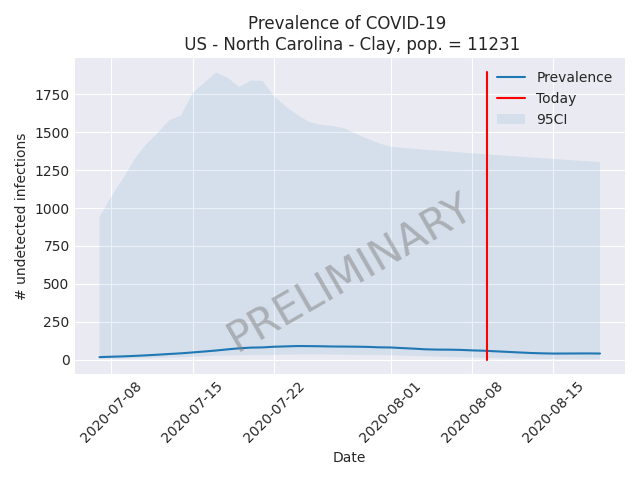 Prevalence of COVID-19
US - North Carolina - Clay, pop. = 11231
# undetected infections
1750
1500
1250
1000
750
500
250
0
Prevalence
Today
95CI
PRELIMINARY
2020-07-08
2020-07-15
2020-07-22
2020-08-01
2020-08-08
2020-08-15
Date